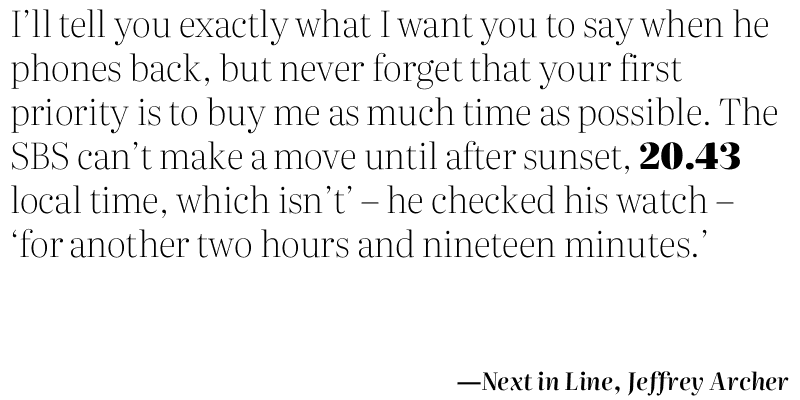 I’ll tell you exactly what I want you to say when he
phones back, but never forget that your first
priority is to buy me as much time as possible. The
SBS can’t make a move until after sunset, 20.43
local time, which isn’t’ – he checked his watch –
‘for another two hours and nineteen minutes.’
—Next in Line, Jeffrey Archer